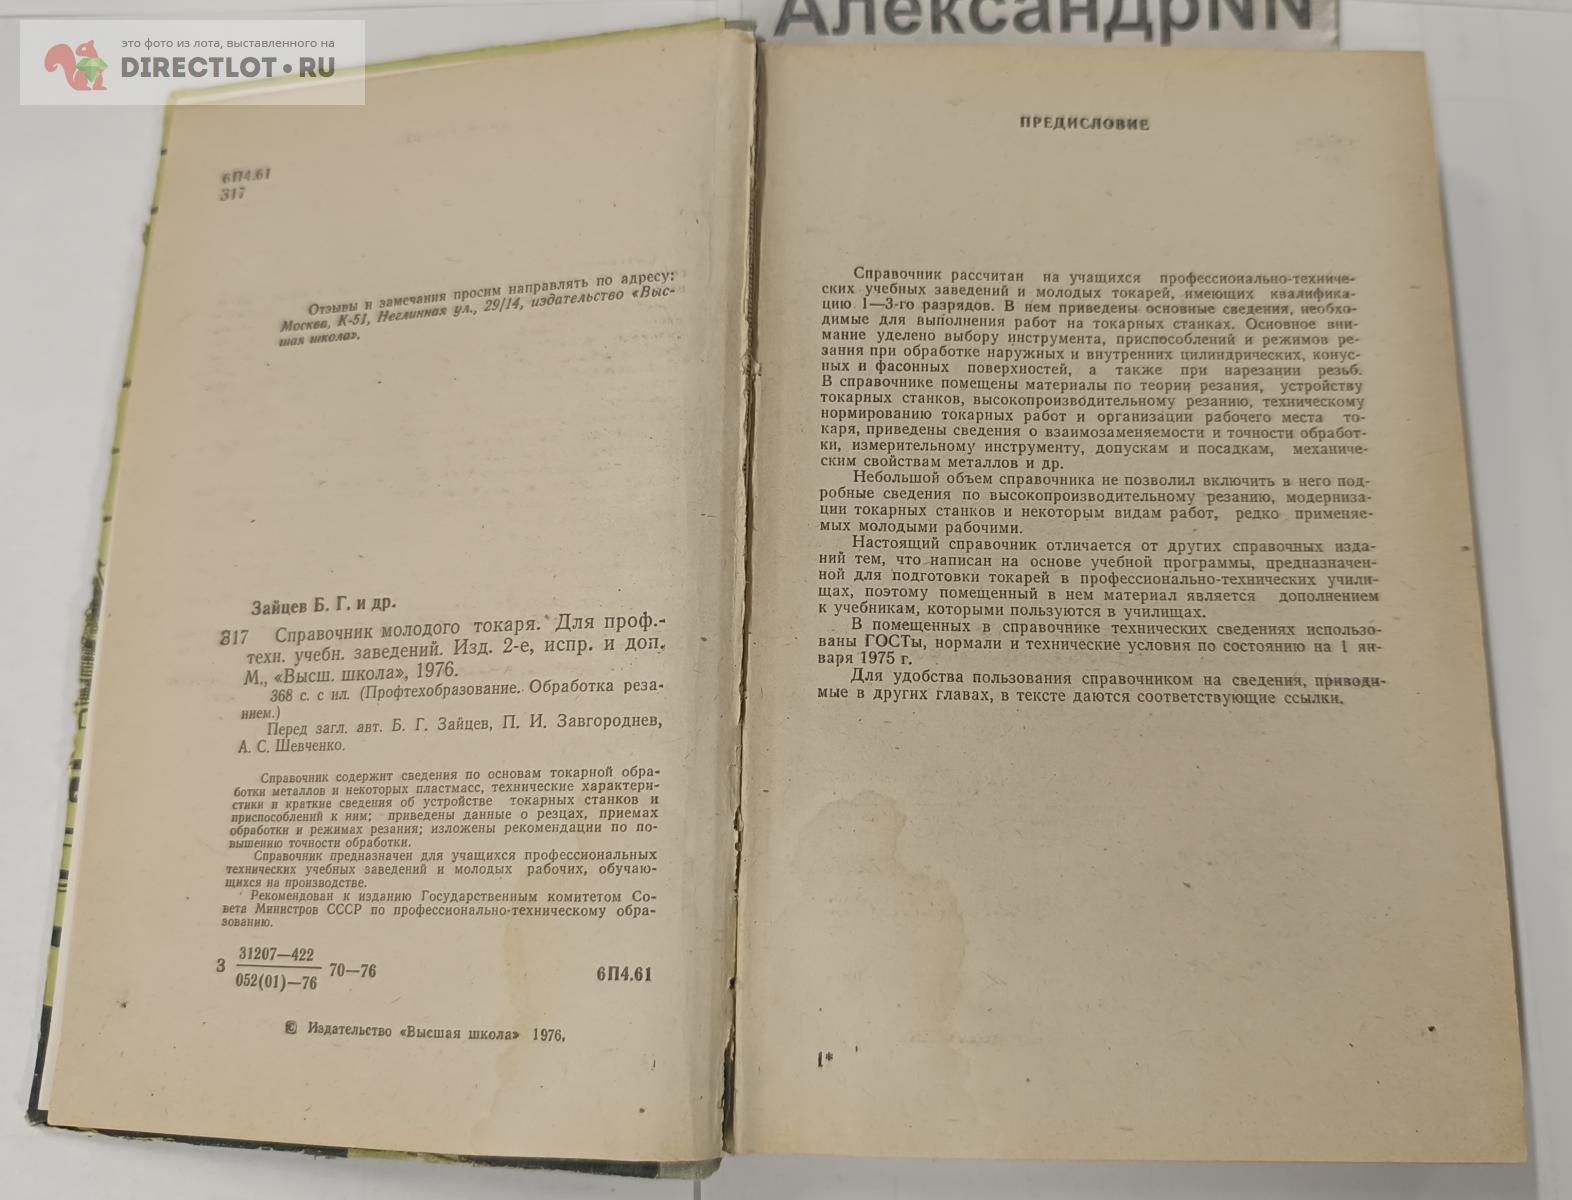 АлександрNN
это фото из лота, выставленного на
DIRECTLOT•RU
6П4.61
З17
Отзывы и замечания просим направлять по адресу:
Москва, К-51, Неглинная ул., 29/14, издательство «Выс-
шая школа».
Зайцев Б. Г. и др.
З17 Справочник молодого токаря. Для проф.-
техн. учебн. заведений. Изд. 2-е, испр. и доп.
М., «Высш. школа», 1976.
368 с. с ил. (Профтехобразование. Обработка реза-
нием.)
Перед загл. авт. Б. Г. Зайцев, П. И. Завгороднев,
А. С. Шевченко.
Справочник содержит сведения по основам токарной обра-
ботки металлов и некоторых пластмасс, технические характери-
стики и краткие сведения об устройстве токарных станков и
приспособлений к ним; приведены данные о резцах, приемах
обработки и режимах резания; изложены рекомендации по по-
вышению точности обработки.
Справочник предназначен для учащихся профессиональных
технических учебных заведений и молодых рабочих, обучаю-
щихся на производстве.
Рекомендован к изданию Государственным комитетом Со-
вета Министров СССР по профессионально-техническому обра-
зованию.
З 31207—422
052(01)—76 70—76 6П4.61
© Издательство «Высшая школа» 1976.
ПРЕДИСЛОВИЕ
Справочник рассчитан на учащихся профессионально-техниче-
ских учебных заведений и молодых токарей, имеющих квалифика-
цию 1—3-го разрядов. В нем приведены основные сведения, необхо-
димые для выполнения работ на токарных станках. Основное вни-
мание уделено выбору инструмента, приспособлений и режимов ре-
зания при обработке наружных и внутренних цилиндрических, конус-
ных и фасонных поверхностей, а также при нарезании резьб.
В справочнике помещены материалы по теории резания, устройству
токарных станков, высокопроизводительному резанию, техническому
нормированию токарных работ и организации рабочего места то-
каря, приведены сведения о взаимозаменяемости и точности обработ-
ки, измерительному инструменту, допускам и посадкам, механиче-
ским свойствам металлов и др.
Небольшой объем справочника не позволил включить в него под-
робные сведения по высокопроизводительному резанию, модерниза-
ции токарных станков и некоторым видам работ, редко применяе-
мых молодыми рабочими.
Настоящий справочник отличается от других справочных изда-
ний тем, что написан на основе учебной программы, предназначен-
ной для подготовки токарей в профессионально-технических учили-
щах, поэтому помещенный в нем материал является дополнением
к учебникам, которыми пользуются в училищах.
В помещенных в справочнике технических сведениях использо-
ваны ГОСТы, нормали и технические условия по состоянию на 1 ян-
варя 1975 г.
Для удобства пользования справочником на сведения, приводи-
мые в других главах, в тексте даются соответствующие ссылки.
1*